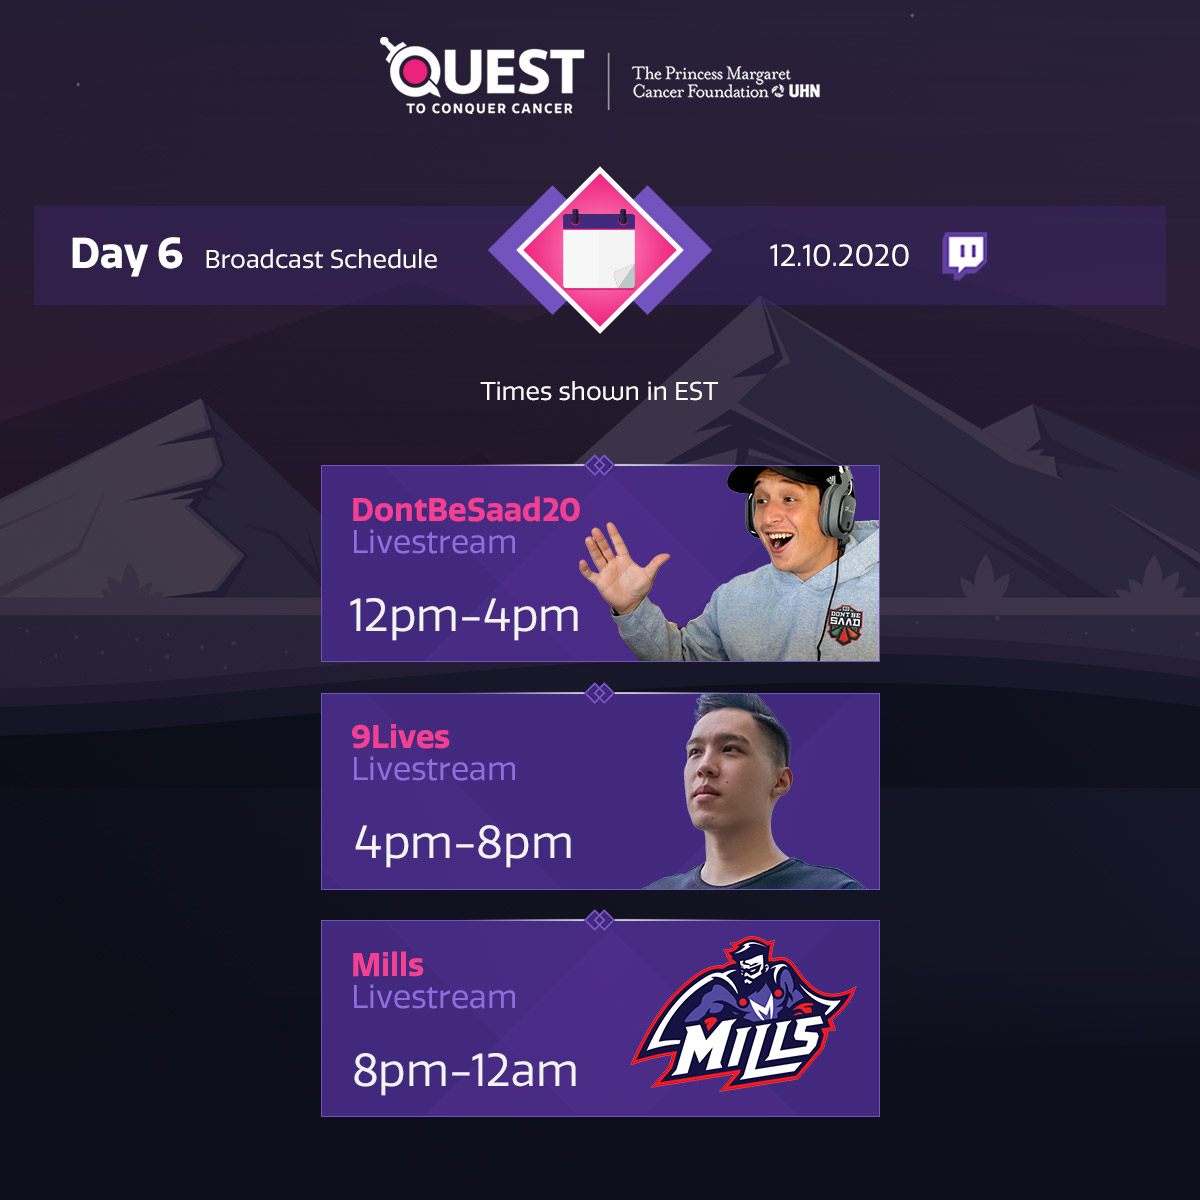 QUEST
TO CONQUER CANCER
The Princess Margaret
Cancer Foundation UHN
Day 6 Broadcast Schedule
12.10.2020
Times shown in EST
DontBeSaad20
Livestream
12pm-4pm
DONT BE
SAAD
9Lives
Livestream
4pm-8pm
Mills
Livestream
8pm-12am
M
MILLS